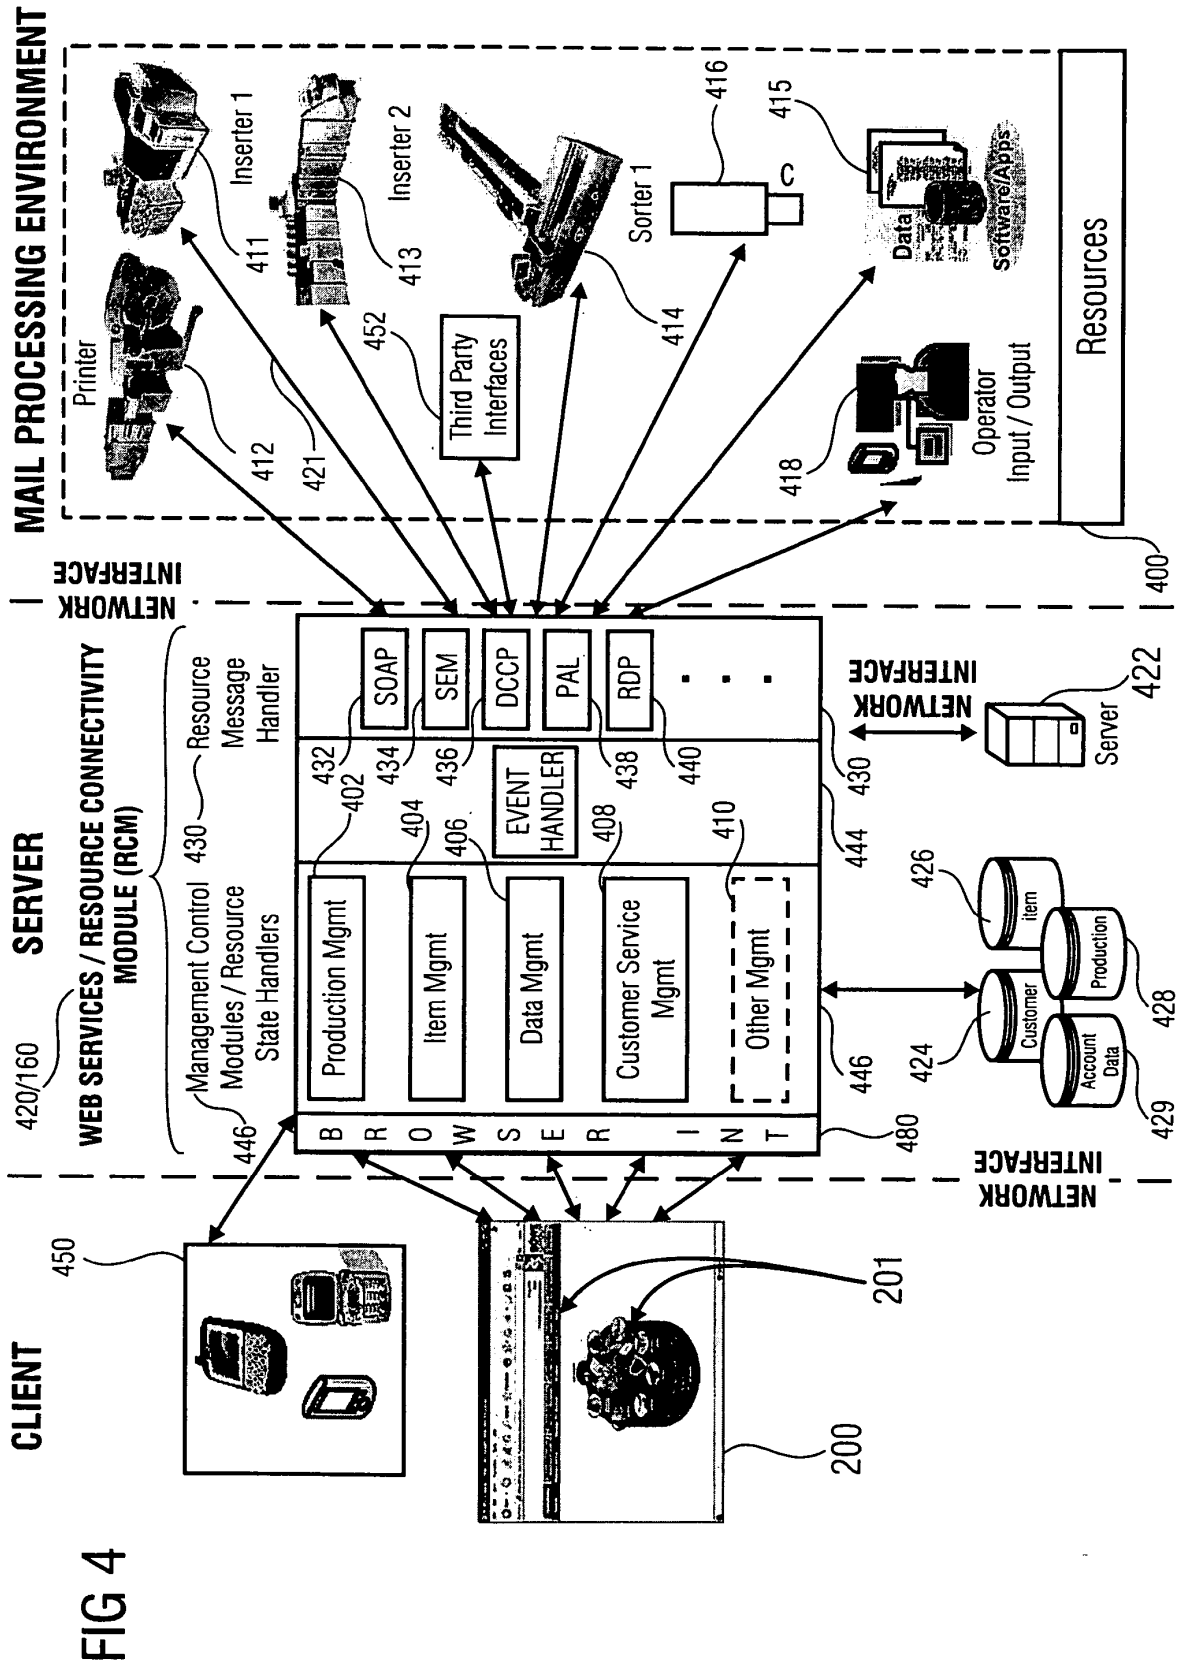 FIG 4
CLIENT
SERVER
MAIL PROCESSING ENVIRONMENT
420/160
WEB SERVICES / RESOURCE CONNECTIVITY
MODULE (RCM)
NETWORK
INTERFACE
446
Management Control
Modules / Resource
State Handlers
430
Resource
Message
Handler
450
200
201
BROWSER INT
480
Production Mgmt
402
Item Mgmt
404
Data Mgmt
406
Customer Service
Mgmt
408
Other Mgmt
410
446
EVENT
HANDLER
444
432
SOAP
434
SEM
436
DCCP
438
PAL
440
RDP
430
NETWORK
INTERFACE
Server
422
NETWORK
INTERFACE
424
Customer
426
item
Production
428
Account
Data
429
Printer
412
411
Inserter 1
421
413
Inserter 2
452
Third Party
Interfaces
414
Sorter 1
416
C
415
Data
Software/Apps
418
Operator
Input / Output
Resources
400